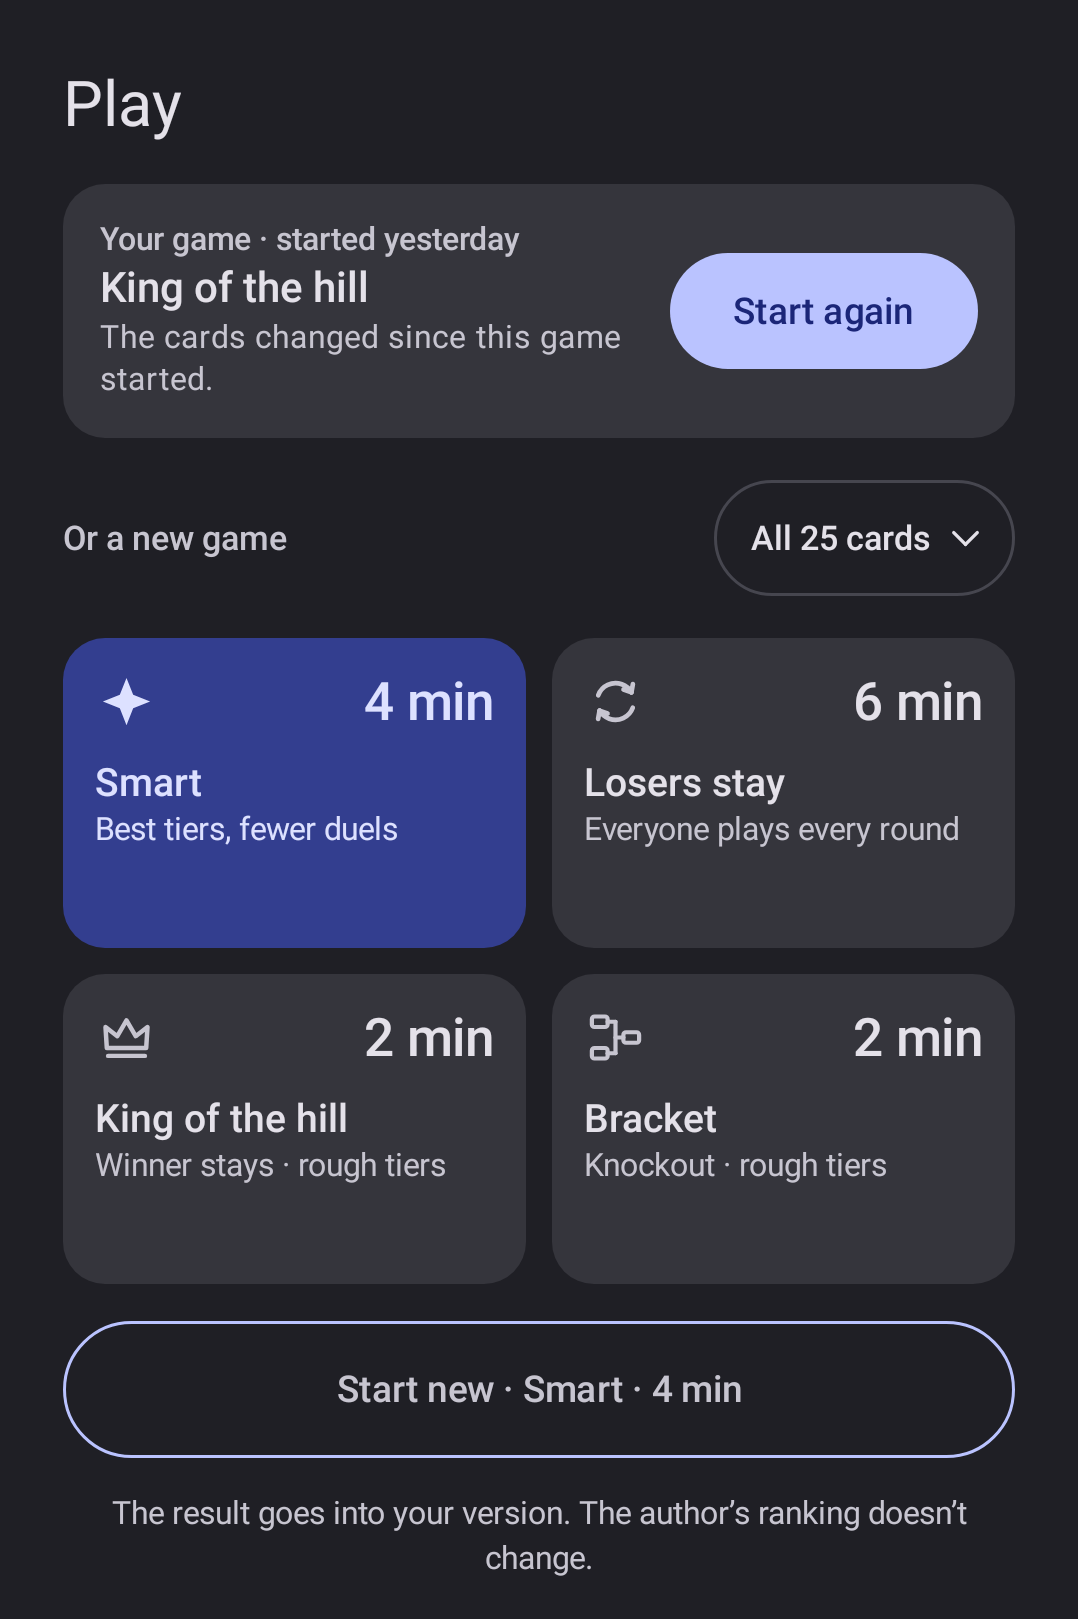 Play
Your game · started yesterday
King of the hill
The cards changed since this game
started.
Start again
Or a new game
All 25 cards
4 min
Smart
Best tiers, fewer duels
6 min
Losers stay
Everyone plays every round
2 min
King of the hill
Winner stays · rough tiers
2 min
Bracket
Knockout · rough tiers
Start new · Smart · 4 min
The result goes into your version. The author’s ranking doesn’t
change.